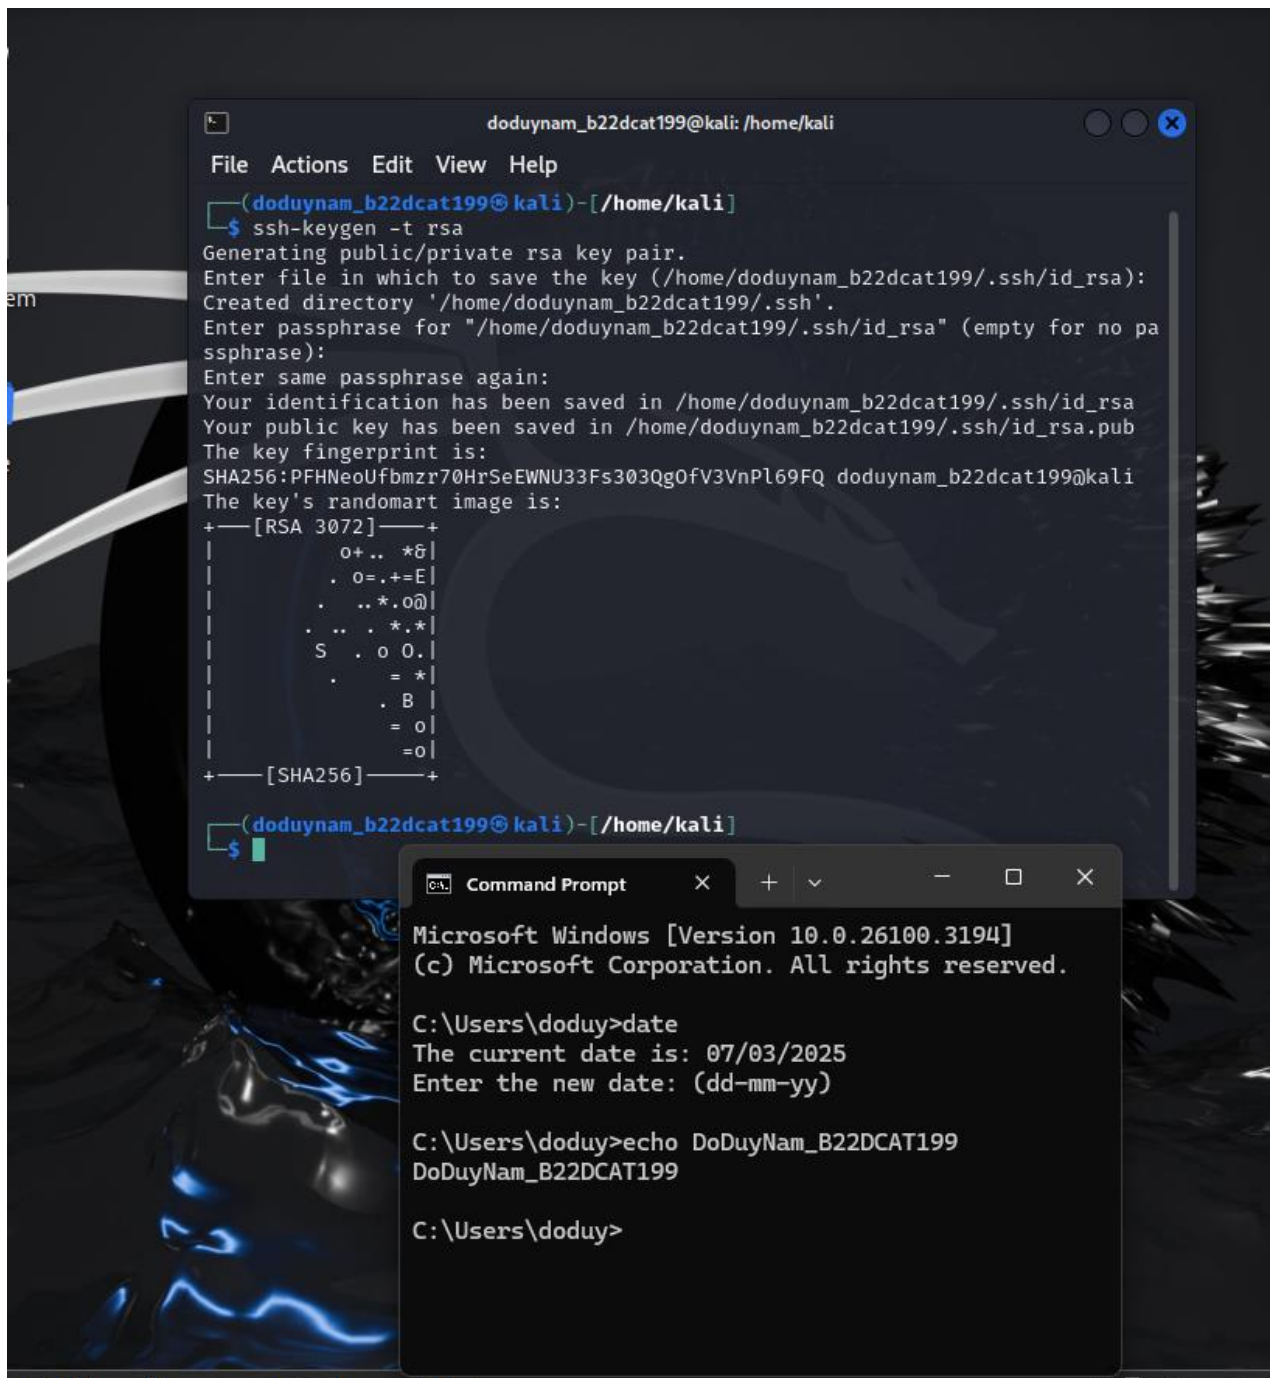 em
doduynam_b22dcat199@kali: /home/kali
File Actions Edit View Help
┌──(doduynam_b22dcat199㉿kali)-[/home/kali]
└─$ ssh-keygen -t rsa
Generating public/private rsa key pair.
Enter file in which to save the key (/home/doduynam_b22dcat199/.ssh/id_rsa):
Created directory '/home/doduynam_b22dcat199/.ssh'.
Enter passphrase for "/home/doduynam_b22dcat199/.ssh/id_rsa" (empty for no pa
ssphrase):
Enter same passphrase again:
Your identification has been saved in /home/doduynam_b22dcat199/.ssh/id_rsa
Your public key has been saved in /home/doduynam_b22dcat199/.ssh/id_rsa.pub
The key fingerprint is:
SHA256:PFHNeoUfbmzr70HrSeEWNU33Fs303QgOfV3VnPl69FQ doduynam_b22dcat199@kali
The key's randomart image is:
+---[RSA 3072]----+
|           o+.. *&|
|          . o=.+=E|
|         .  ..*.o@|
|        . .. . *.*|
|         S  . o O.|
|          .    = *|
|              . B |
|               = o|
|                =o|
+----[SHA256]-----+
┌──(doduynam_b22dcat199㉿kali)-[/home/kali]
└─$
Command Prompt
Microsoft Windows [Version 10.0.26100.3194]
(c) Microsoft Corporation. All rights reserved.
C:\Users\doduy>date
The current date is: 07/03/2025
Enter the new date: (dd-mm-yy)
C:\Users\doduy>echo DoDuyNam_B22DCAT199
DoDuyNam_B22DCAT199
C:\Users\doduy>